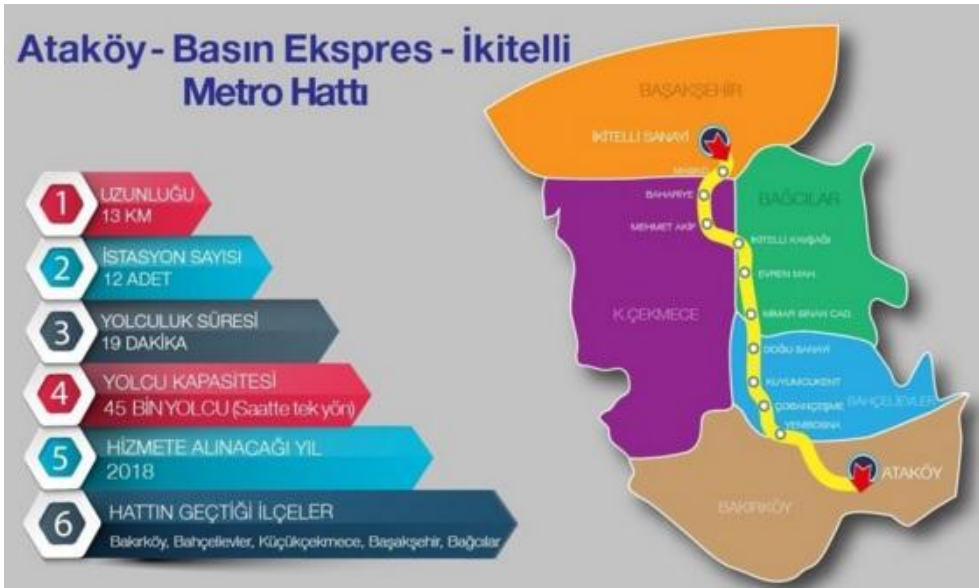 Ataköy - Basın Ekspres - İkitelli
Metro Hattı
1
UZUNLUĞU
13 KM
2
İSTASYON SAYISI
12 ADET
3
YOLCULUK SÜRESİ
19 DAKİKA
4
YOLCU KAPASİTESİ
45 BİN YOLCU (Saatte tek yön)
5
HİZMETE ALINACAĞI YIL
2018
6
HATTIN GEÇTİĞİ İLÇELER
Bakırköy, Bahçelievler, Küçükçekmece, Başakşehir, Bağcılar
BAŞAKŞEHİR
İKİTELLİ SANAYİ
BAHARİYE
BAĞCILAR
MEHMET AKİF
İKİTELLİ KAVŞAĞI
EVREN MAH.
K.ÇEKMECE
MİMAR SİNAN CAD.
DOĞU SANAYİ
KUYUMCUKENT
BAHÇELİEVLER
ÇOBANÇEŞME
YENİBOSNA
ATAKÖY
BAKIRKÖY